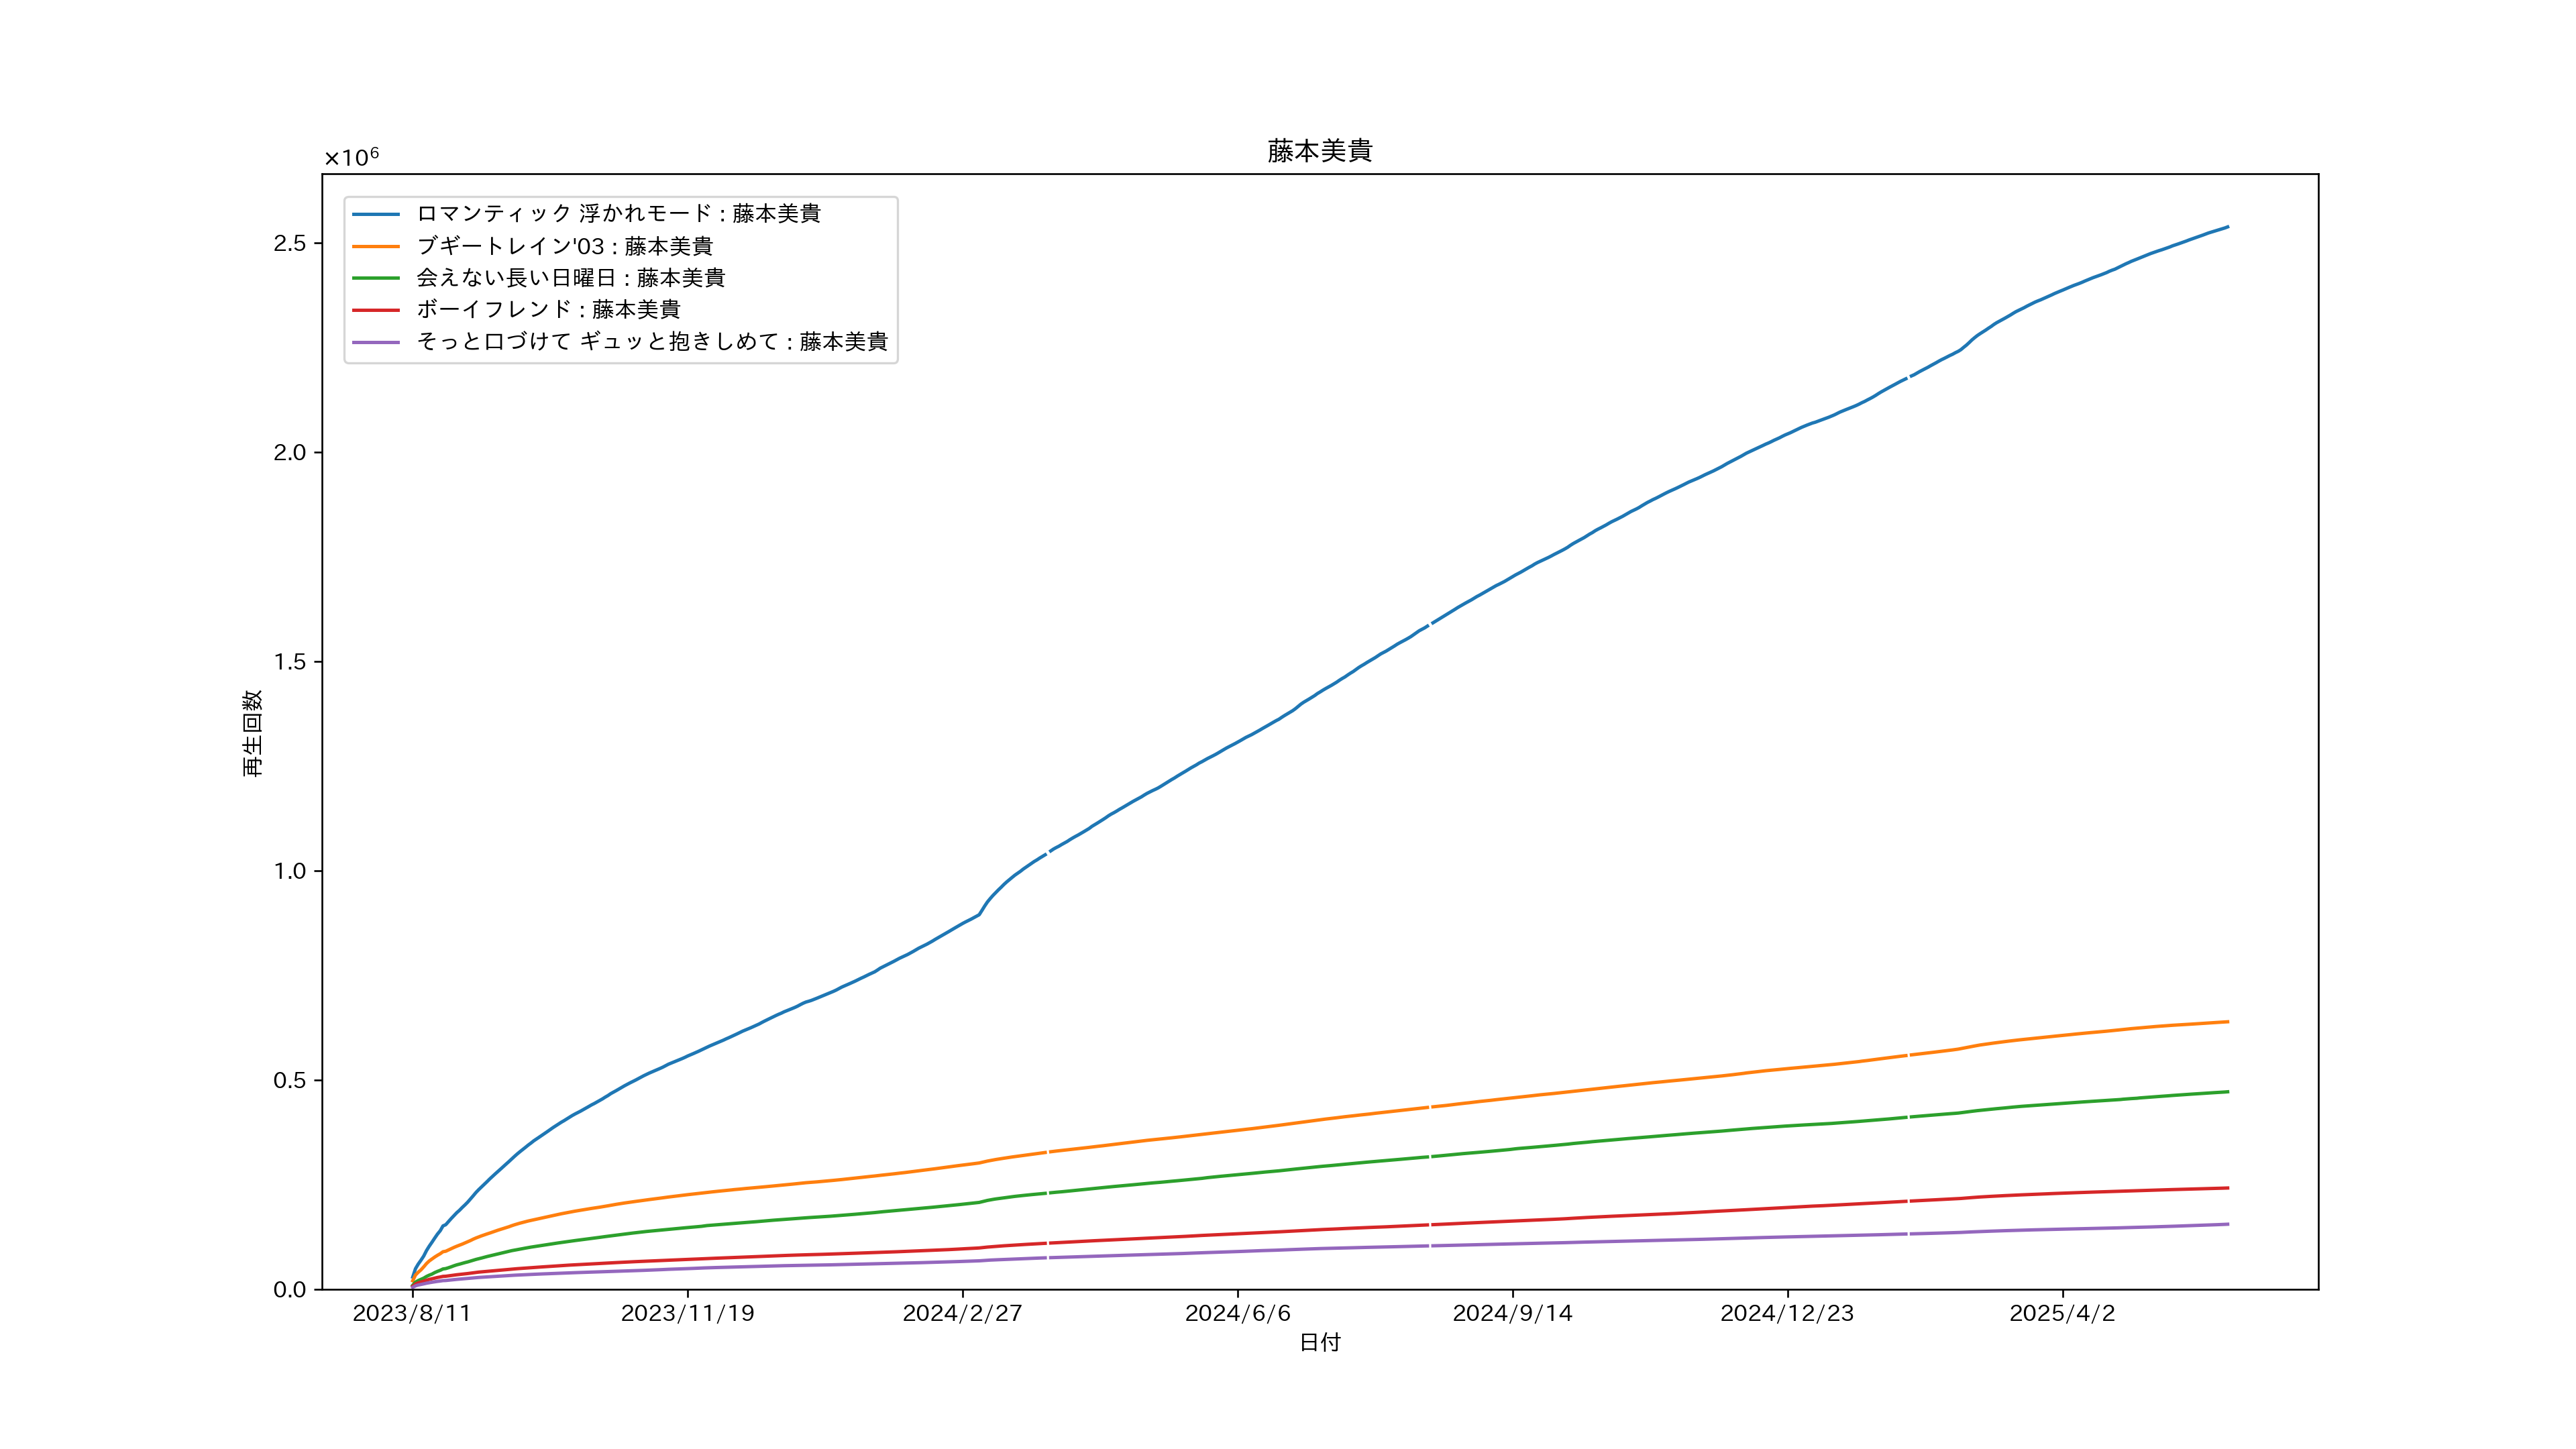 藤本美貴
×10⁶
ロマンティック 浮かれモード : 藤本美貴
ブギートレイン'03 : 藤本美貴
会えない長い日曜日 : 藤本美貴
ボーイフレンド : 藤本美貴
そっと口づけて ギュッと抱きしめて : 藤本美貴
2.5
2.0
1.5
1.0
0.5
0.0
再生回数
2023/8/11 2023/11/19 2024/2/27 2024/6/6 2024/9/14 2024/12/23 2025/4/2
日付